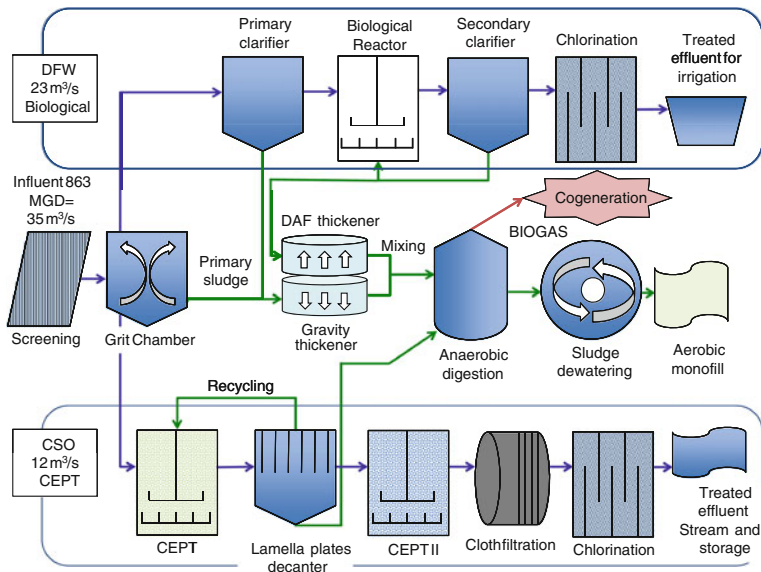 Primary
clarifier
Biological
Reactor
Secondary
clarifier
Chlorination
Treated
effluent for
irrigation
DFW
23 m³/s
Biological
Influent 863
MGD=
35 m³/s
Screening
Grit Chamber
Primary
sludge
DAF thickener
Gravity
thickener
Mixing
Anaerobic
digestion
Cogeneration
BIOGAS
Sludge
dewatering
Aerobic
monofill
Recycling
CSO
12 m³/s
CEPT
CEPT
Lamella plates
decanter
CEPT II
Clothfiltration
Chlorination
Treated
effluent
Stream and
storage